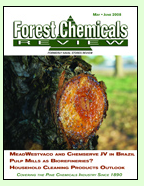 MAY • JUNE 2008
Forest Chemicals
REVIEW
MEADWESTVACO AND CHEMSERVE JV IN BRAZIL
PULP MILLS AS BIOREFINERIES?
HOUSEHOLD CLEANING PRODUCTS OUTLOOK
COVERING THE PINE CHEMICALS INDUSTRY SINCE 1890